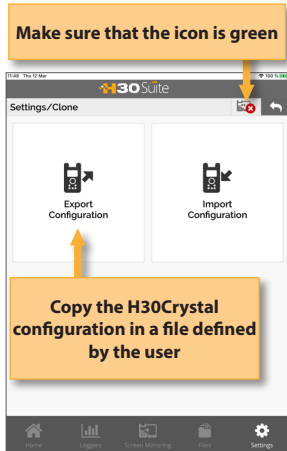 Make sure that the icon is green
11:48 Thu 12 Mar 100 %
H30Suite
Settings/Clone
Export
Configuration
Import
Configuration
Copy the H30Crystal
configuration in a file defined
by the user
Home Loggers Screen Mirroring Files Settings